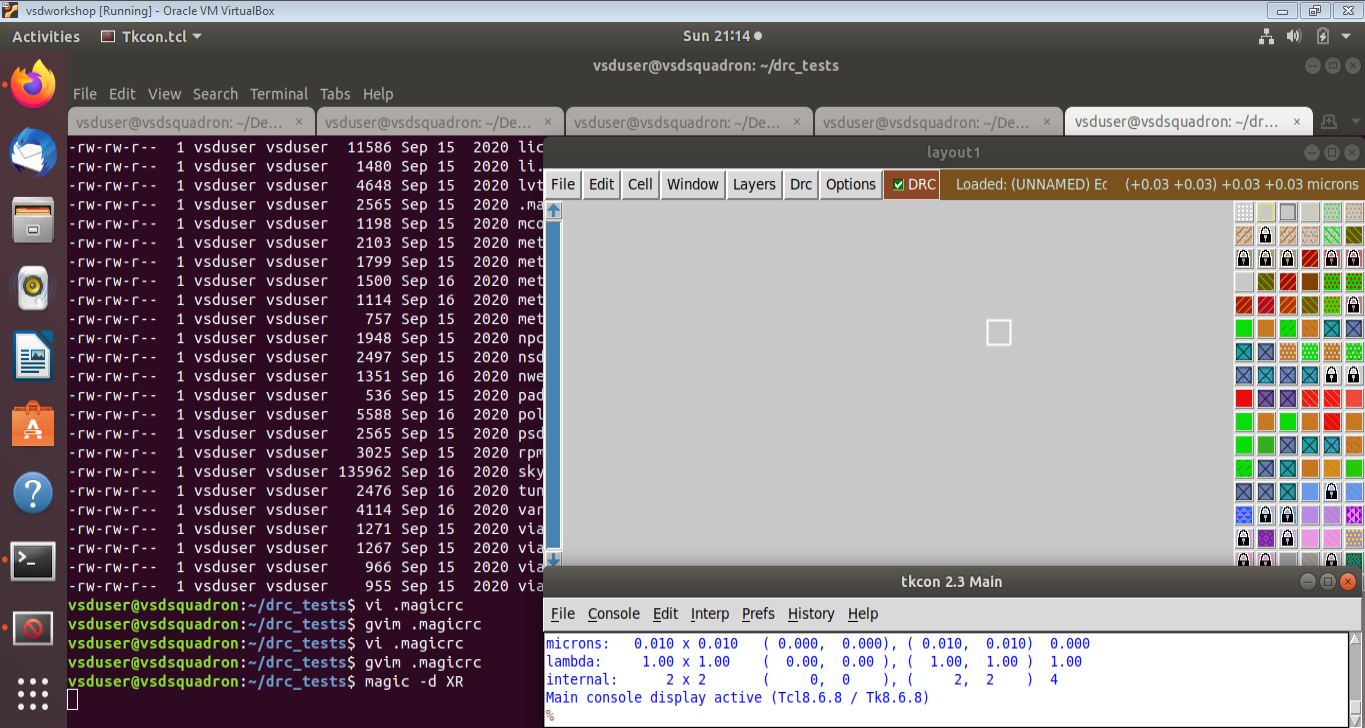 vsdworkshop [Running] - Oracle VM VirtualBox
Activities Tkcon.tcl Sun 21:14
vsduser@vsdsquadron: ~/drc_tests
File Edit View Search Terminal Tabs Help
vsduser@vsdsquadron: ~/De... × vsduser@vsdsquadron: ~/De... × vsduser@vsdsquadron: ~/De... × vsduser@vsdsquadron: ~/De... × vsduser@vsdsquadron: ~/dr... ×
-rw-rw-r-- 1 vsduser vsduser 11586 Sep 15 2020 lic
-rw-rw-r-- 1 vsduser vsduser 1480 Sep 15 2020 li.
-rw-rw-r-- 1 vsduser vsduser 4648 Sep 15 2020 lvt
-rw-rw-r-- 1 vsduser vsduser 2565 Sep 15 2020 .ma
-rw-rw-r-- 1 vsduser vsduser 1198 Sep 15 2020 mco
-rw-rw-r-- 1 vsduser vsduser 2103 Sep 15 2020 met
-rw-rw-r-- 1 vsduser vsduser 1799 Sep 15 2020 met
-rw-rw-r-- 1 vsduser vsduser 1500 Sep 16 2020 met
-rw-rw-r-- 1 vsduser vsduser 1114 Sep 16 2020 met
-rw-rw-r-- 1 vsduser vsduser 757 Sep 15 2020 met
-rw-rw-r-- 1 vsduser vsduser 1948 Sep 15 2020 npc
-rw-rw-r-- 1 vsduser vsduser 2497 Sep 15 2020 nsd
-rw-rw-r-- 1 vsduser vsduser 1351 Sep 16 2020 nwe
-rw-rw-r-- 1 vsduser vsduser 536 Sep 15 2020 pad
-rw-rw-r-- 1 vsduser vsduser 5588 Sep 16 2020 pol
-rw-rw-r-- 1 vsduser vsduser 2565 Sep 15 2020 psd
-rw-rw-r-- 1 vsduser vsduser 3025 Sep 15 2020 rpm
-rw-rw-r-- 1 vsduser vsduser 135962 Sep 16 2020 sky
-rw-rw-r-- 1 vsduser vsduser 2476 Sep 16 2020 tun
-rw-rw-r-- 1 vsduser vsduser 4114 Sep 16 2020 var
-rw-rw-r-- 1 vsduser vsduser 1271 Sep 15 2020 via
-rw-rw-r-- 1 vsduser vsduser 1267 Sep 15 2020 via
-rw-rw-r-- 1 vsduser vsduser 966 Sep 15 2020 via
-rw-rw-r-- 1 vsduser vsduser 955 Sep 15 2020 via
vsduser@vsdsquadron:~/drc_tests$ vi .magicrc
vsduser@vsdsquadron:~/drc_tests$ gvim .magicrc
vsduser@vsdsquadron:~/drc_tests$ vi .magicrc
vsduser@vsdsquadron:~/drc_tests$ gvim .magicrc
vsduser@vsdsquadron:~/drc_tests$ magic -d XR
layout1
File Edit Cell Window Layers Drc Options DRC Loaded: (UNNAMED) Ec (+0.03 +0.03) +0.03 +0.03 microns
tkcon 2.3 Main
File Console Edit Interp Prefs History Help
microns: 0.010 x 0.010 ( 0.000, 0.000), ( 0.010, 0.010) 0.000
lambda: 1.00 x 1.00 ( 0.00, 0.00 ), ( 1.00, 1.00 ) 1.00
internal: 2 x 2 ( 0, 0 ), ( 2, 2 ) 4
Main console display active (Tcl8.6.8 / Tk8.6.8)
%